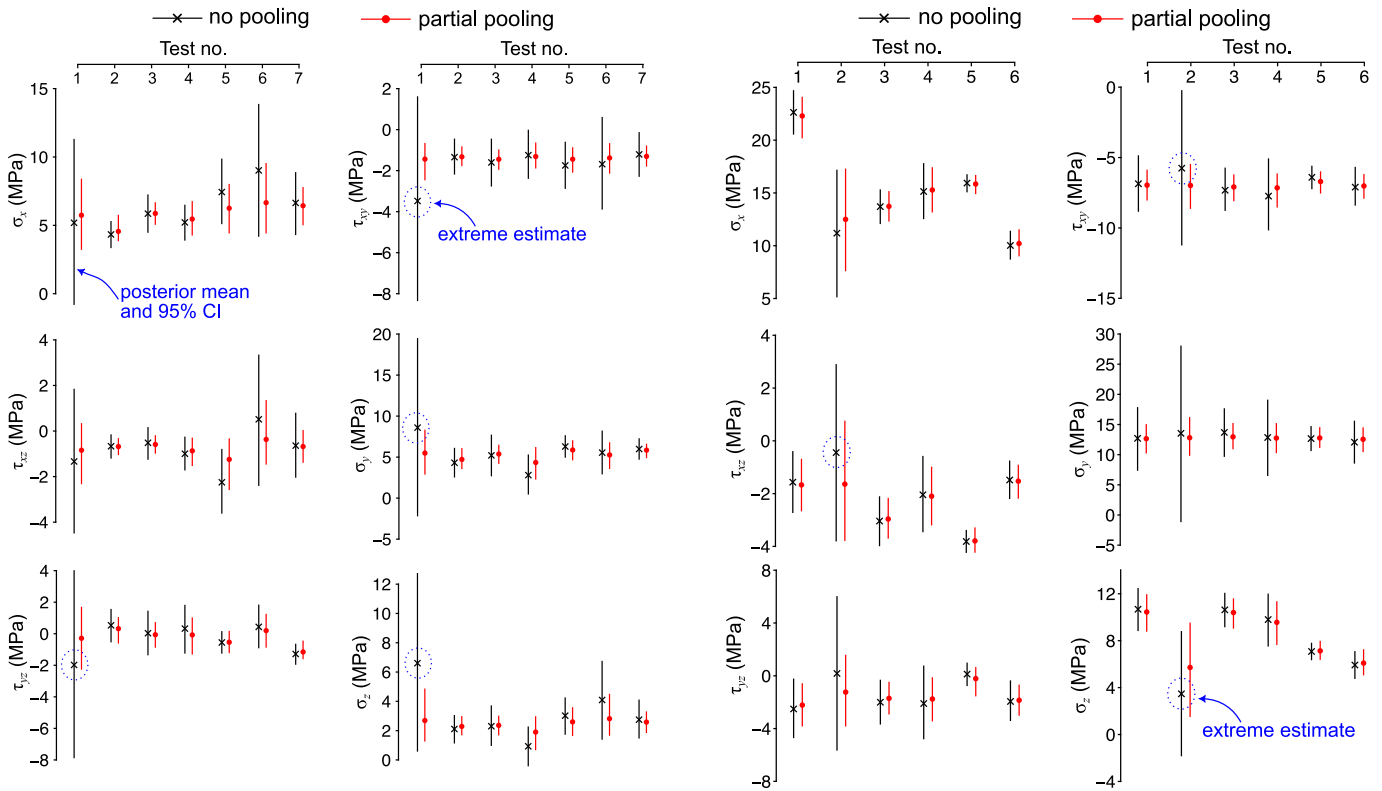 no pooling partial pooling
Test no.
1 2 3 4 5 6 7
1 2 3 4 5 6 7
15
10
5
0
σx (MPa)
posterior mean
and 95% CI
2
0
−2
−4
−6
−8
τxy (MPa)
extreme estimate
4
2
0
−2
−4
τxz (MPa)
20
15
10
5
0
−5
σy (MPa)
4
2
0
−2
−4
−6
−8
τyz (MPa)
12
10
8
6
4
2
0
σz (MPa)
no pooling partial pooling
Test no. Test no.
1 2 3 4 5 6
1 2 3 4 5 6
25
20
15
10
5
σx (MPa)
0
−5
−10
−15
τxy (MPa)
4
2
0
−2
−4
τxz (MPa)
30
25
20
15
10
5
0
−5
σy (MPa)
8
4
0
−4
−8
τyz (MPa)
12
8
4
0
−4
σz (MPa)
extreme estimate